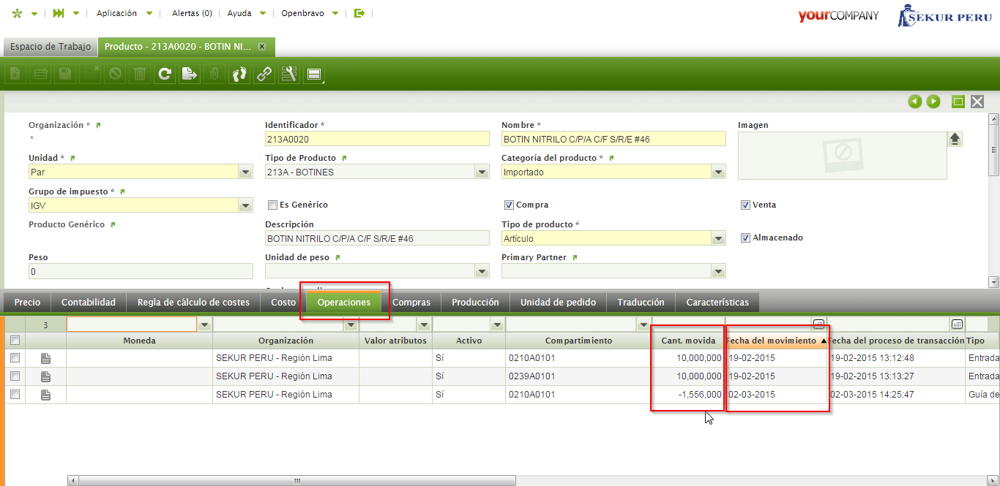 Aplicación Alertas (0) Ayuda Openbravo
yourCOMPANY SEKUR PERU
Espacio de Trabajo Producto - 213A0020 - BOTIN NI... x
Organización * Identificador * Nombre * Imagen
* 213A0020 BOTIN NITRILO C/P/A C/F S/R/E #46
Unidad * Tipo de Producto Categoría del producto *
Par 213A - BOTINES Importado
Grupo de impuesto *
IGV Es Genérico Compra Venta
Producto Genérico Descripción Tipo de producto *
BOTIN NITRILO C/P/A C/F S/R/E #46 Artículo Almacenado
Peso Unidad de peso Primary Partner
0
Precio Contabilidad Regla de cálculo de costes Costo Operaciones Compras Producción Unidad de pedido Traducción Características
3
Moneda Organización Valor atributos Activo Compartimiento Cant. movida Fecha del movimiento Fecha del proceso de transacción Tipo
SEKUR PERU - Región Lima Sí 0210A0101 10,000,000 19-02-2015 19-02-2015 13:12:48 Entrada
SEKUR PERU - Región Lima Sí 0239A0101 10,000,000 19-02-2015 19-02-2015 13:13:27 Entrada
SEKUR PERU - Región Lima Sí 0210A0101 -1,556,000 02-03-2015 02-03-2015 14:25:47 Guía de